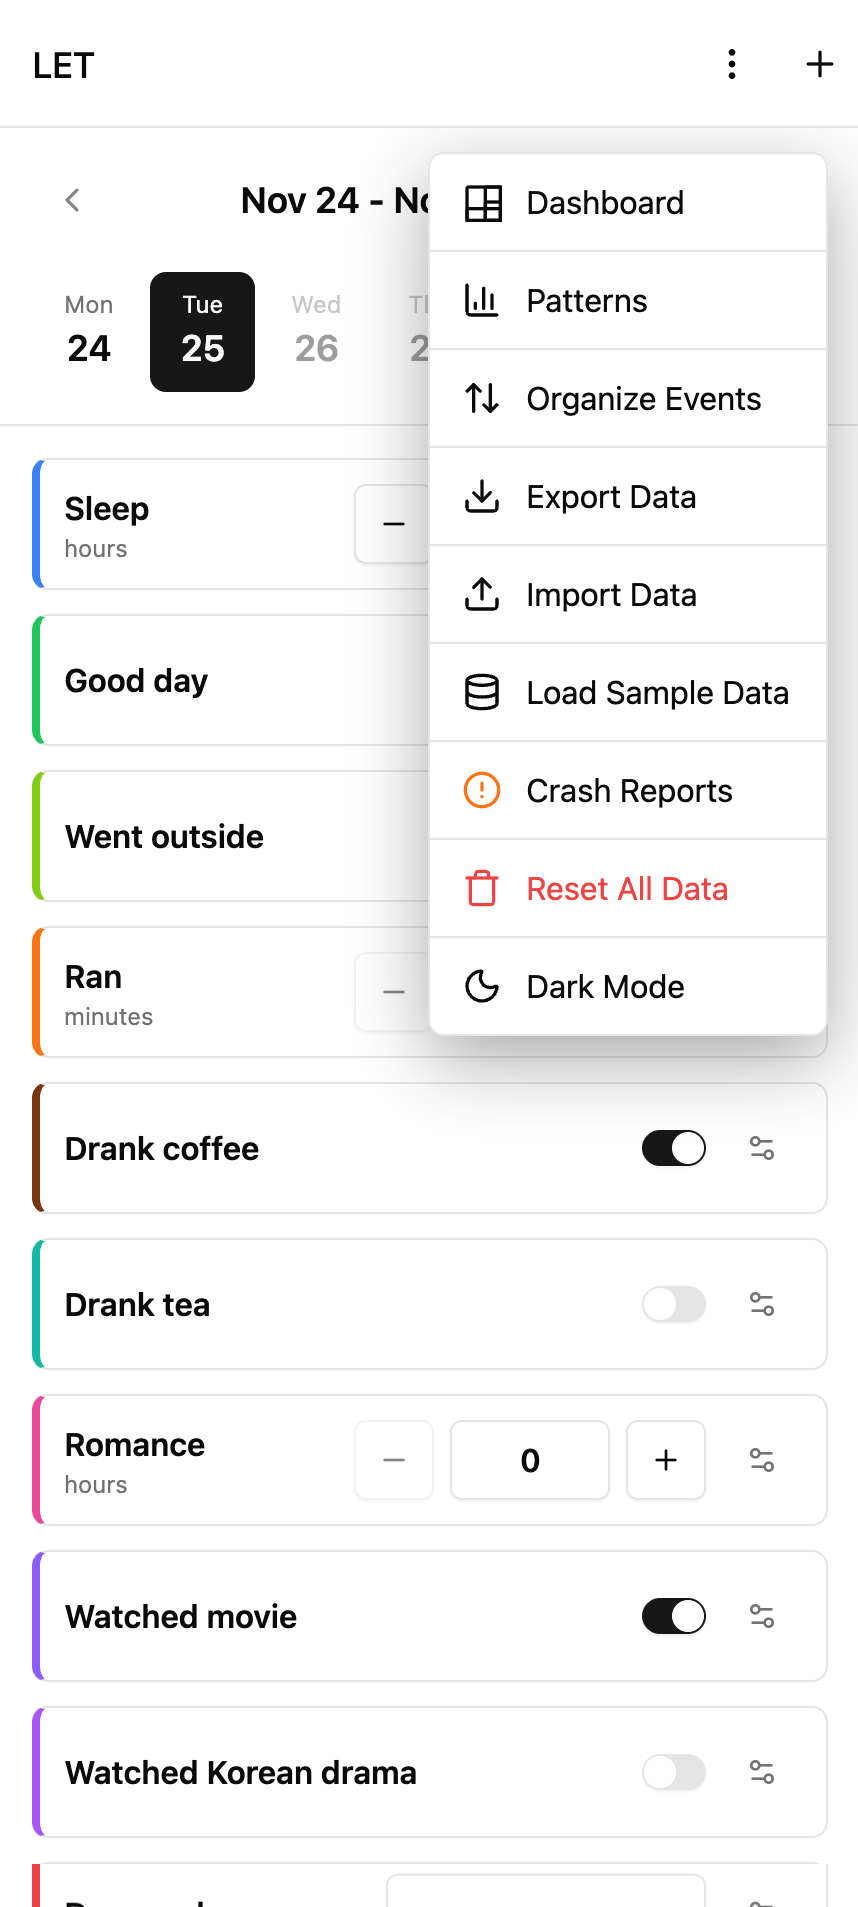 LET
Nov 24 - No
Mon
Tue
Wed
24
25
26
Dashboard
Patterns
Organize Events
Export Data
Import Data
Load Sample Data
Crash Reports
Reset All Data
Dark Mode
Sleep
hours
Good day
Went outside
Ran
minutes
Drank coffee
Drank tea
Romance
hours
0
Watched movie
Watched Korean drama